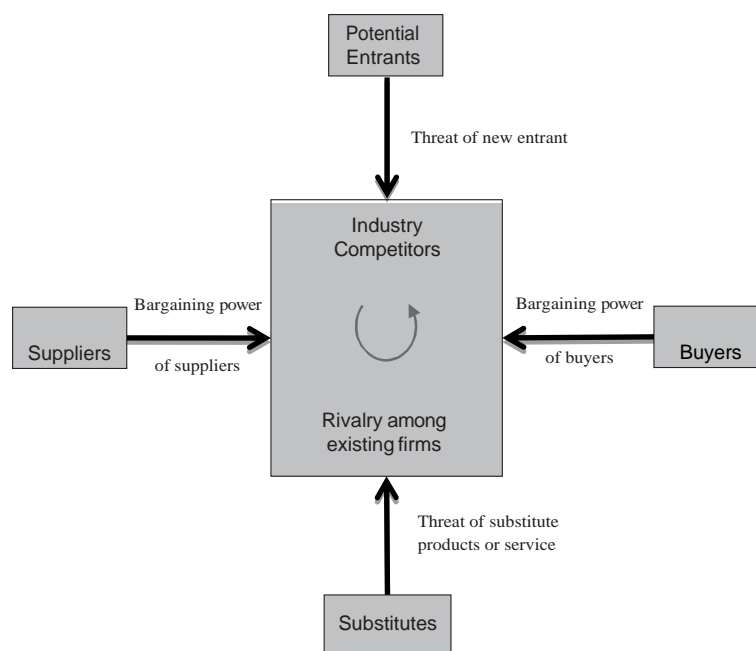 Potential
Entrants
Threat of new entrant
Industry
Competitors
Bargaining power
of suppliers
Suppliers
Bargaining power
of buyers
Buyers
Rivalry among
existing firms
Threat of substitute
products or service
Substitutes